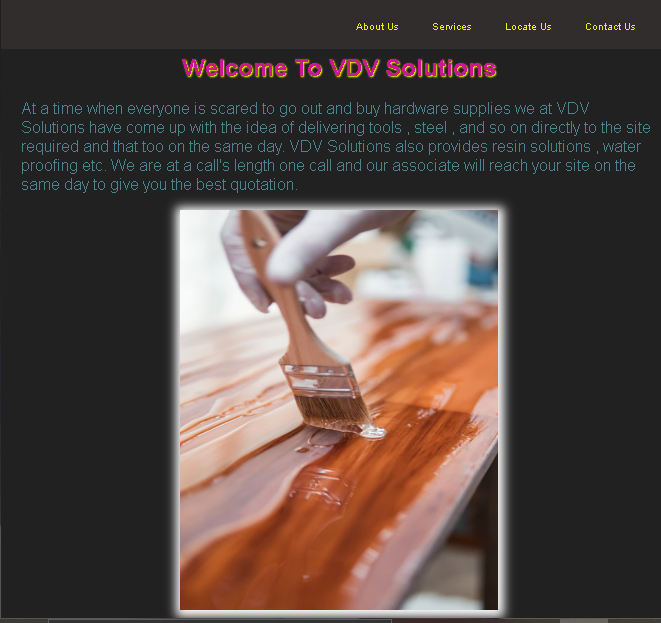 About Us Services Locate Us Contact Us
Welcome To VDV Solutions
At a time when everyone is scared to go out and buy hardware supplies we at VDV
Solutions have come up with the idea of delivering tools , steel , and so on directly to the site
required and that too on the same day. VDV Solutions also provides resin solutions , water
proofing etc. We are at a call's length one call and our associate will reach your site on the
same day to give you the best quotation.